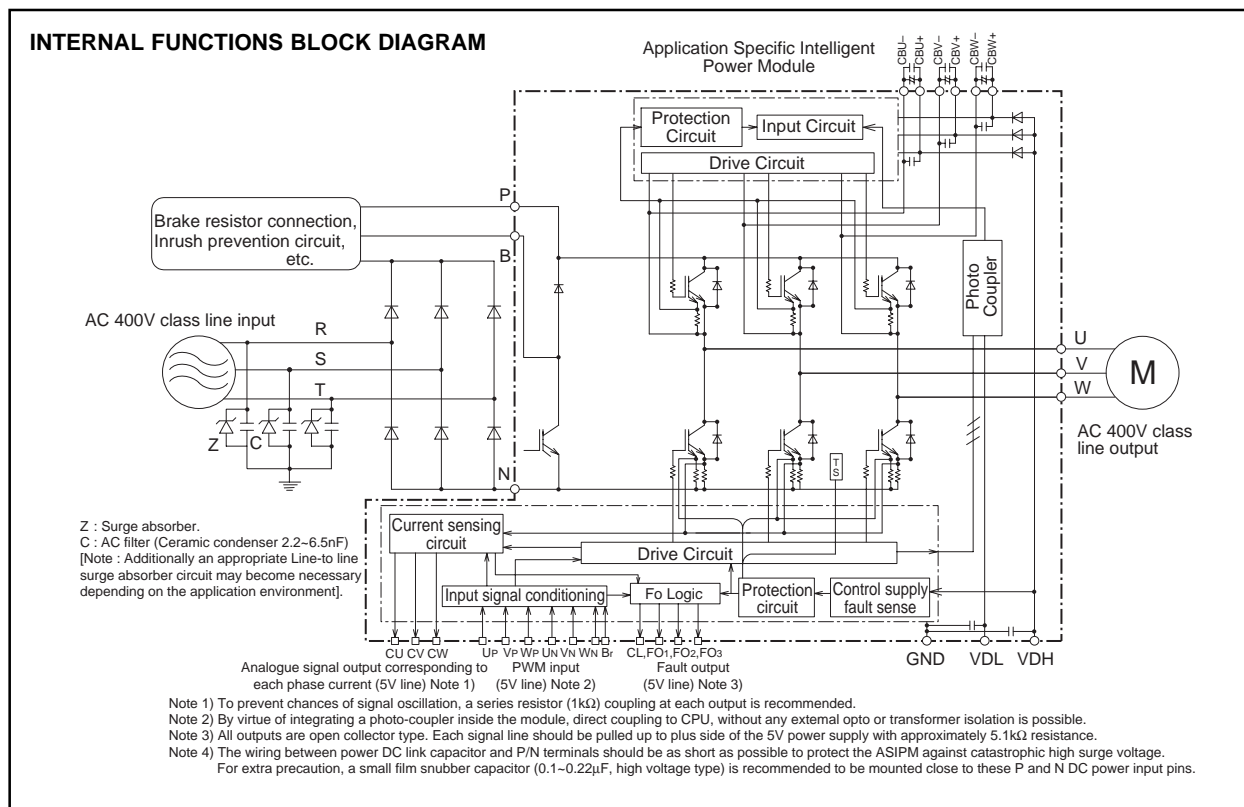 INTERNAL FUNCTIONS BLOCK DIAGRAM
Application Specific Intelligent
Power Module
CBU–
CBU+
CBV–
CBV+
CBW–
CBW+
Protection
Circuit
Input Circuit
Drive Circuit
P
Brake resistor connection,
Inrush prevention circuit,
etc.
B
Photo
Coupler
AC 400V class line input
R
S
T
U
V
W
M
AC 400V class
line output
Z
C
TS
N
Z : Surge absorber.
C : AC filter (Ceramic condenser 2.2~6.5nF)
[Note : Additionally an appropriate Line-to line
surge absorber circuit may become necessary
depending on the application environment].
Current sensing
circuit
Drive Circuit
Input signal conditioning
Fo Logic
Protection
circuit
Control supply
fault sense
CU CV CW
UP VP WP UN VN WN Br
CL,FO1,FO2,FO3
GND VDL VDH
Analogue signal output corresponding to
each phase current (5V line) Note 1)
PWM input
(5V line) Note 2)
Fault output
(5V line) Note 3)
Note 1) To prevent chances of signal oscillation, a series resistor (1kΩ) coupling at each output is recommended.
Note 2) By virtue of integrating a photo-coupler inside the module, direct coupling to CPU, without any external opto or transformer isolation is possible.
Note 3) All outputs are open collector type. Each signal line should be pulled up to plus side of the 5V power supply with approximately 5.1kΩ resistance.
Note 4) The wiring between power DC link capacitor and P/N terminals should be as short as possible to protect the ASIPM against catastrophic high surge voltage.
For extra precaution, a small film snubber capacitor (0.1~0.22µF, high voltage type) is recommended to be mounted close to these P and N DC power input pins.